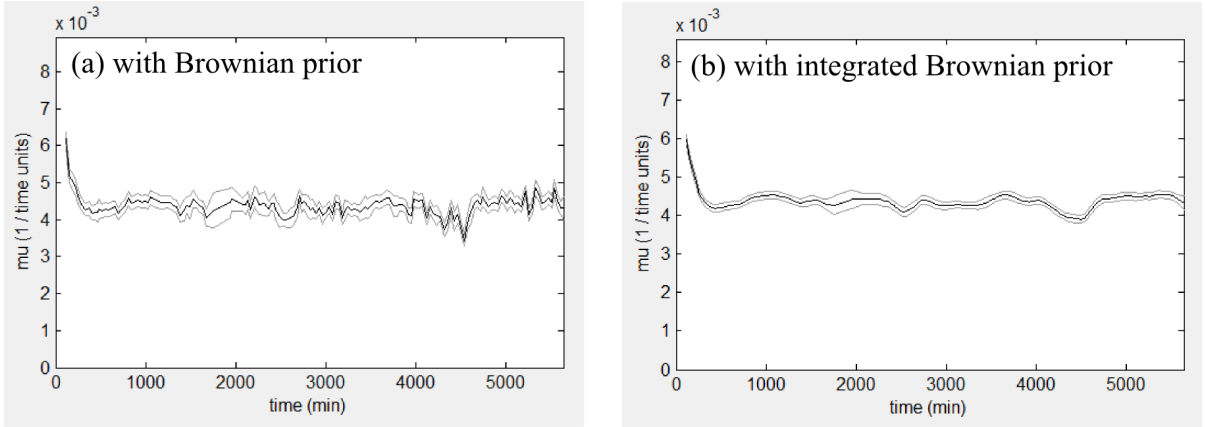 x 10⁻³
(a) with Brownian prior
8
7
6
5
4
3
2
1
0
mu (1 / time units)
0 1000 2000 3000 4000 5000
time (min)
x 10⁻³
(b) with integrated Brownian prior
8
7
6
5
4
3
2
1
0
mu (1 / time units)
0 1000 2000 3000 4000 5000
time (min)